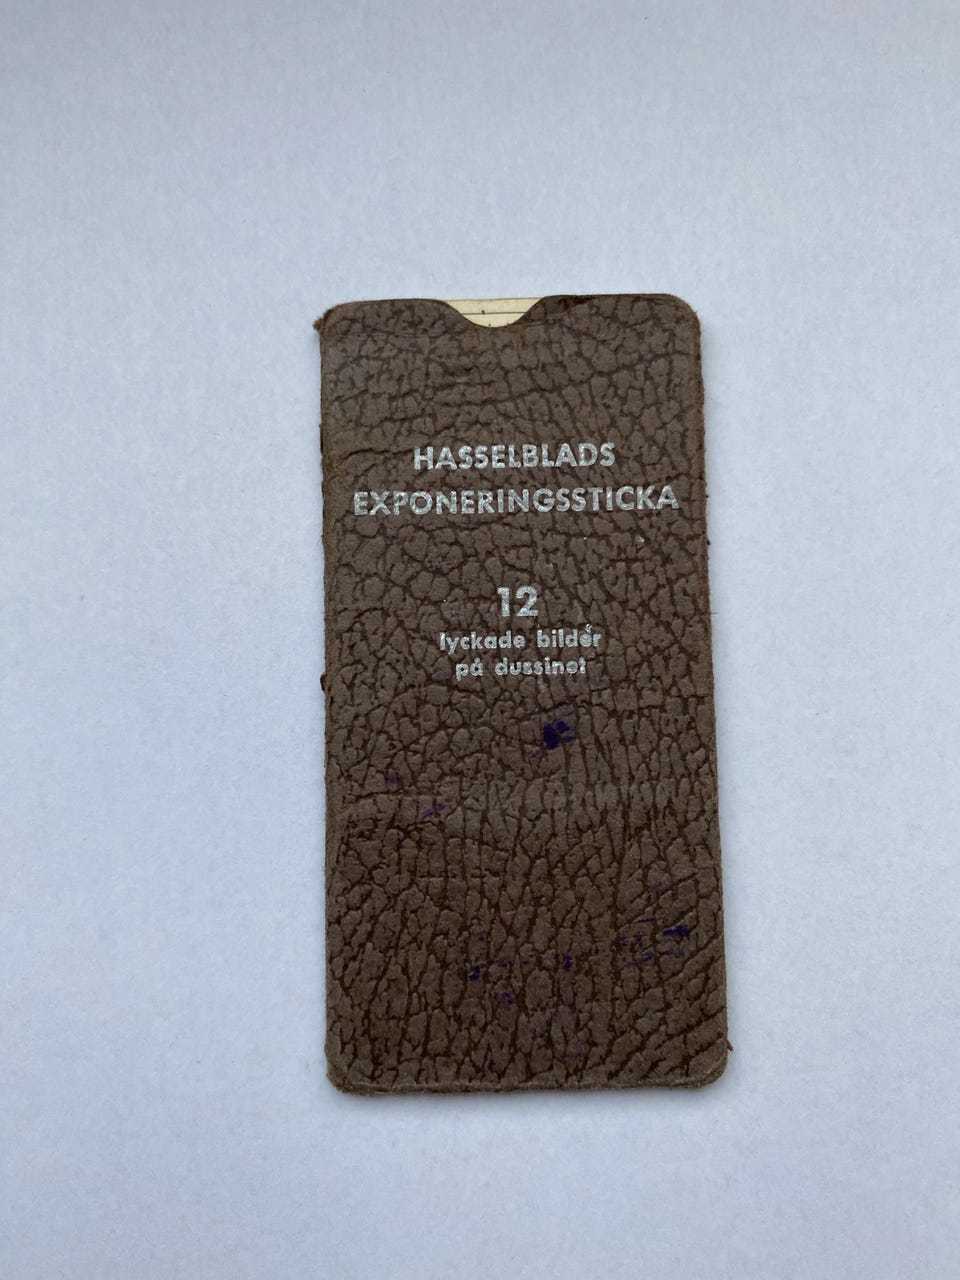 HASSELBLADS
EXPONERINGSSTICKA
12
lyckade bilder
på dussinet